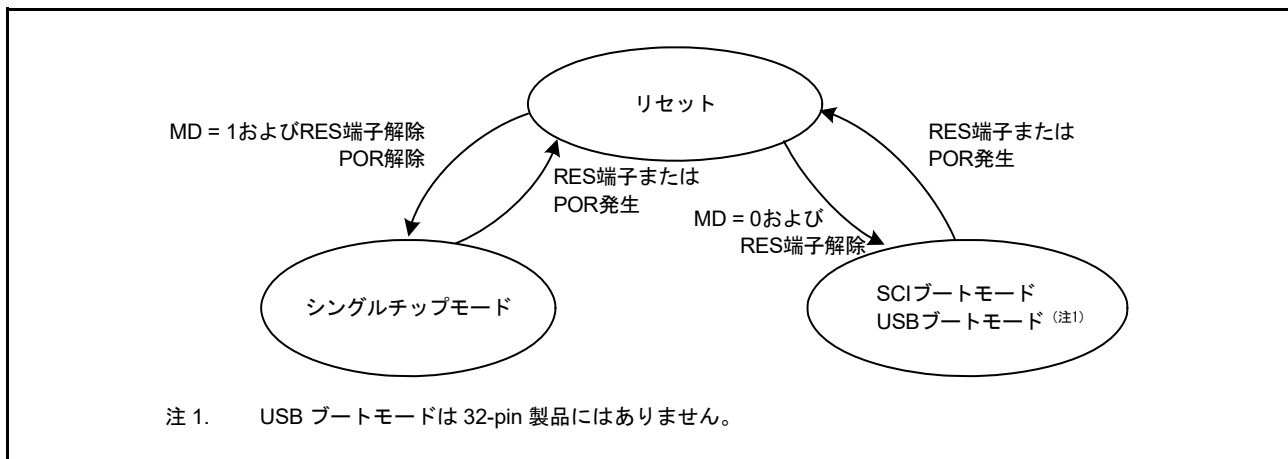 リセット
MD = 1およびRES端子解除
POR解除
RES端子または
POR発生
MD = 0および
RES端子解除
RES端子または
POR発生
シングルチップモード
SCIブートモード
USBブートモード（注1）
注 1. USB ブートモードは 32-pin 製品にはありません。